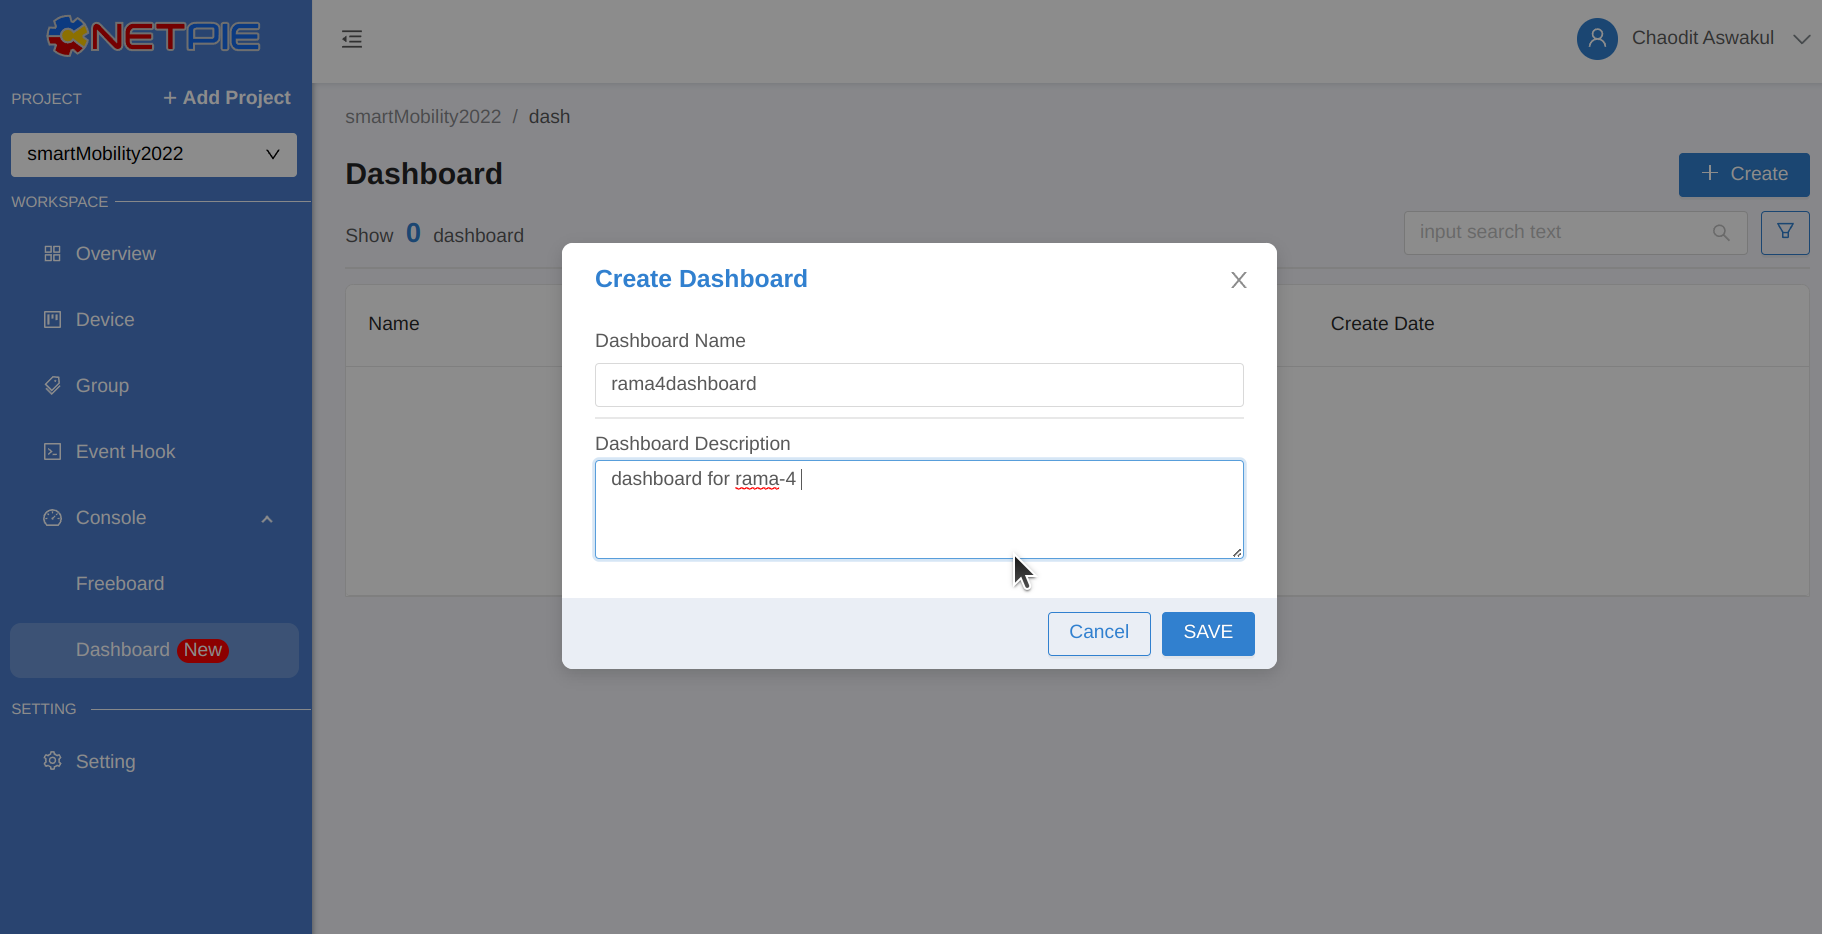 NETPIE
Chaodit Aswakul
PROJECT
+ Add Project
smartMobility2022
smartMobility2022 / dash
Dashboard
+ Create
WORKSPACE
Show 0 dashboard
input search text
Overview
Device
Group
Event Hook
Console
Freeboard
Dashboard New
SETTING
Setting
Name
Create Date
Create Dashboard
Dashboard Name
rama4dashboard
Dashboard Description
dashboard for rama-4
Cancel
SAVE